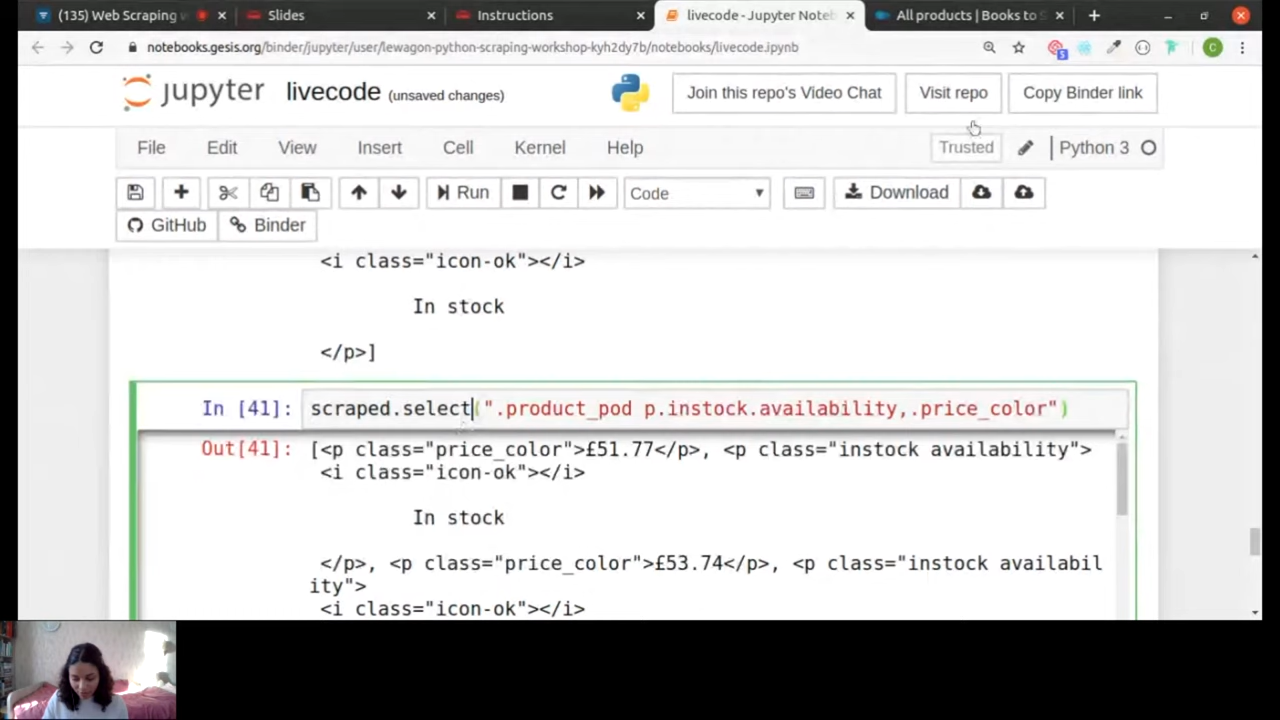 (135) Web Scraping w
Slides
Instructions
livecode - Jupyter Noteb
All products | Books to S
notebooks.gesis.org/binder/jupyter/user/lewagon-python-scraping-workshop-kyh2dy7b/notebooks/livecode.ipynb
5
C
jupyter livecode (unsaved changes)
Join this repo's Video Chat
Visit repo
Copy Binder link
File Edit View Insert Cell Kernel Help
Trusted
Python 3
Run
Code
Download
GitHub
Binder
<i class="icon-ok"></i>
In stock
</p>]
In [41]: scraped.select(".product_pod p.instock.availability,.price_color")
Out[41]: [<p class="price_color">£51.77</p>, <p class="instock availability">
<i class="icon-ok"></i>
In stock
</p>, <p class="price_color">£53.74</p>, <p class="instock availabil
ity">
<i class="icon-ok"></i>